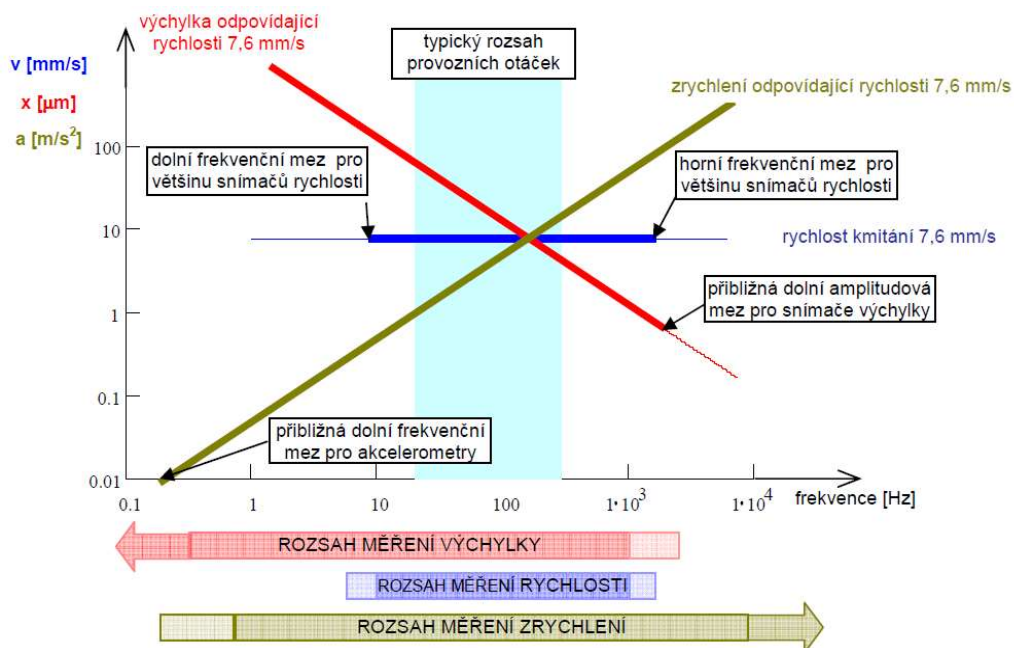 výchylka odpovídající
rychlosti 7,6 mm/s
typický rozsah
provozních otáček
v [mm/s]
x [μm]
a [m/s²]
zrychlení odpovídající rychlosti 7,6 mm/s
100
dolní frekvenční mez pro
většinu snímačů rychlosti
horní frekvenční mez pro
většinu snímačů rychlosti
10
rychlost kmitání 7,6 mm/s
přibližná dolní amplitudová
mez pro snímače výchylky
1
0.1
přibližná dolní frekvenční
mez pro akcelerometry
0.01
0.1
1
10
100
1·10³
1·10⁴
frekvence [Hz]
ROZSAH MĚŘENÍ VÝCHYLKY
ROZSAH MĚŘENÍ RYCHLOSTI
ROZSAH MĚŘENÍ ZRYCHLENÍ